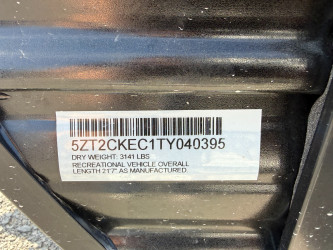 5ZT2CKEC1TY040395
DRY WEIGHT: 3141 LBS
RECREATIONAL VEHICLE OVERALL
LENGTH 21'7" AS MANUFACTURED